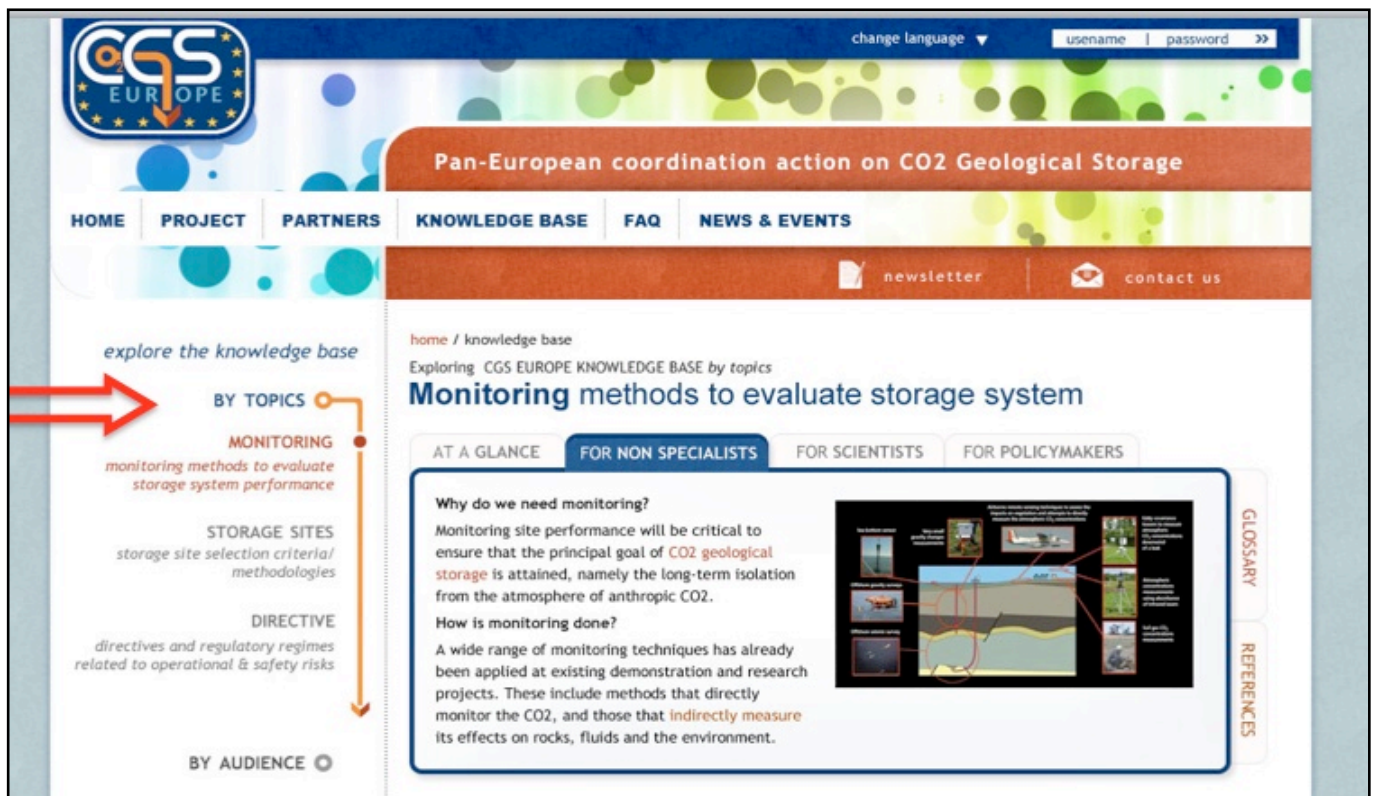 CO2GS
EUROPE
change language
usename | password »
Pan-European coordination action on CO2 Geological Storage
HOME PROJECT PARTNERS KNOWLEDGE BASE FAQ NEWS & EVENTS
newsletter contact us
explore the knowledge base
BY TOPICS
MONITORING
monitoring methods to evaluate
storage system performance
STORAGE SITES
storage site selection criteria/
methodologies
DIRECTIVE
directives and regulatory regimes
related to operational & safety risks
BY AUDIENCE
home / knowledge base
Exploring CGS EUROPE KNOWLEDGE BASE by topics
Monitoring methods to evaluate storage system
AT A GLANCE FOR NON SPECIALISTS FOR SCIENTISTS FOR POLICYMAKERS
Why do we need monitoring?
Monitoring site performance will be critical to
ensure that the principal goal of CO2 geological
storage is attained, namely the long-term isolation
from the atmosphere of anthropic CO2.
How is monitoring done?
A wide range of monitoring techniques has already
been applied at existing demonstration and research
projects. These include methods that directly
monitor the CO2, and those that indirectly measure
its effects on rocks, fluids and the environment.
GLOSSARY
REFERENCES